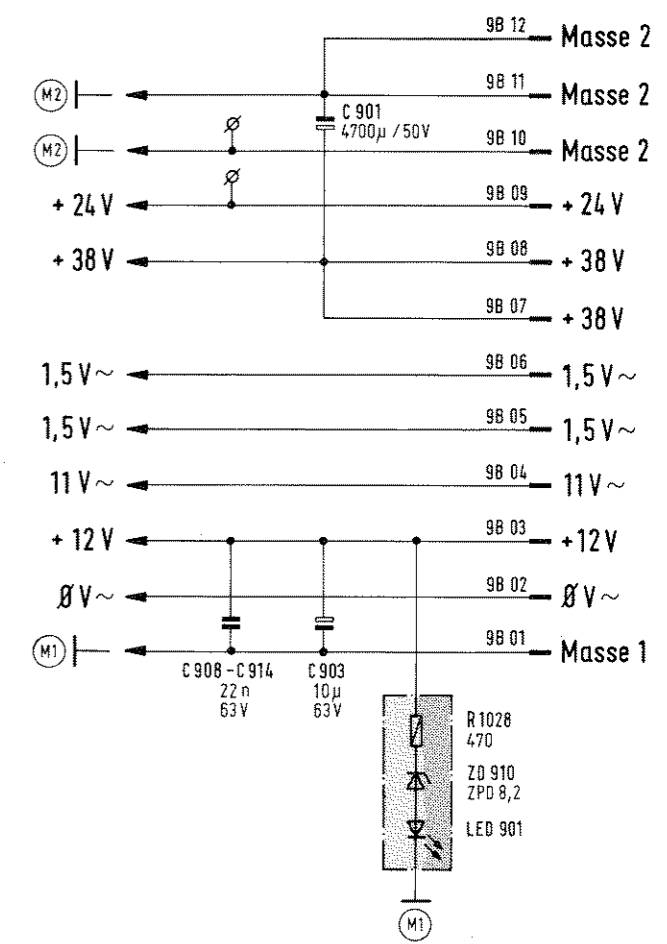 9B 12 Masse 2
M2 9B 11 Masse 2
C 901
4700µ / 50V
M2 9B 10 Masse 2
+ 24 V 9B 09 + 24 V
+ 38 V 9B 08 + 38 V
9B 07 + 38 V
1,5 V~ 9B 06 1,5 V~
1,5 V~ 9B 05 1,5 V~
11 V~ 9B 04 11 V~
+ 12 V 9B 03 + 12 V
Ø V~ 9B 02 Ø V~
M1 9B 01 Masse 1
C 908 - C 914
22 n
63 V
C 903
10µ
63V
R 1028
470
ZD 910
ZPD 8,2
LED 901
M1